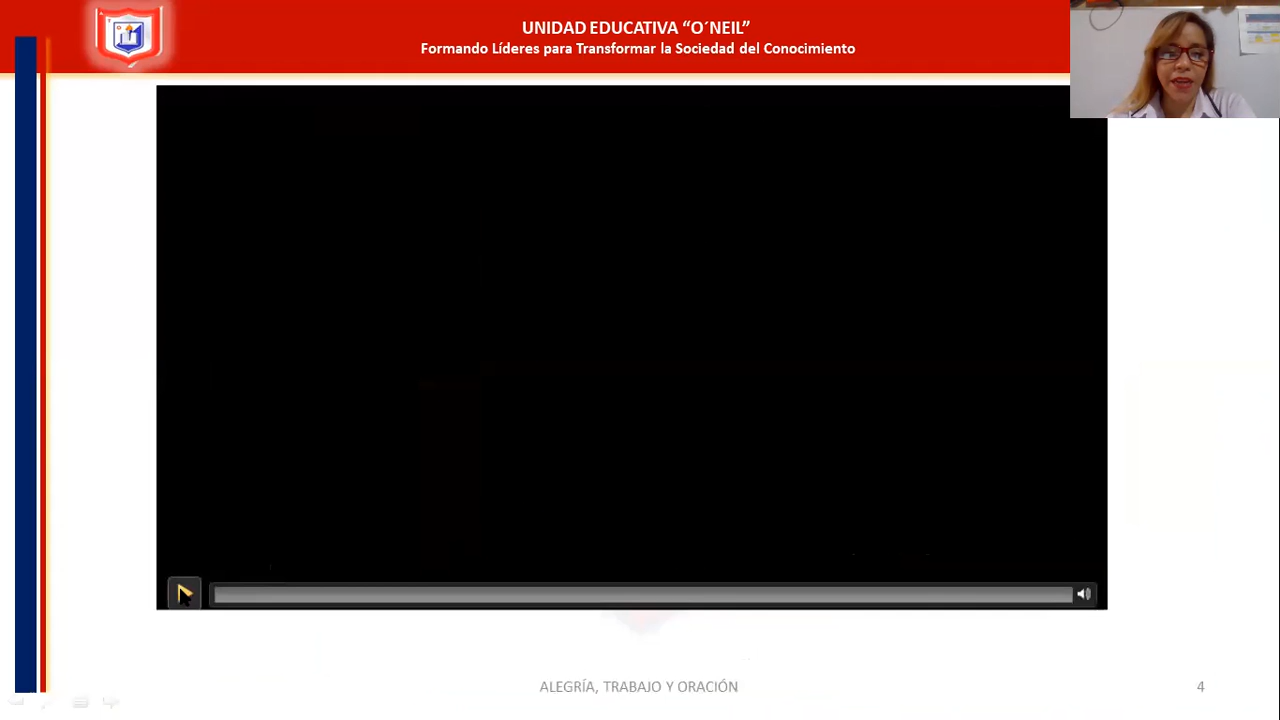 UNIDAD EDUCATIVA “O´NEIL”
Formando Líderes para Transformar la Sociedad del Conocimiento
ALEGRÍA, TRABAJO Y ORACIÓN
4